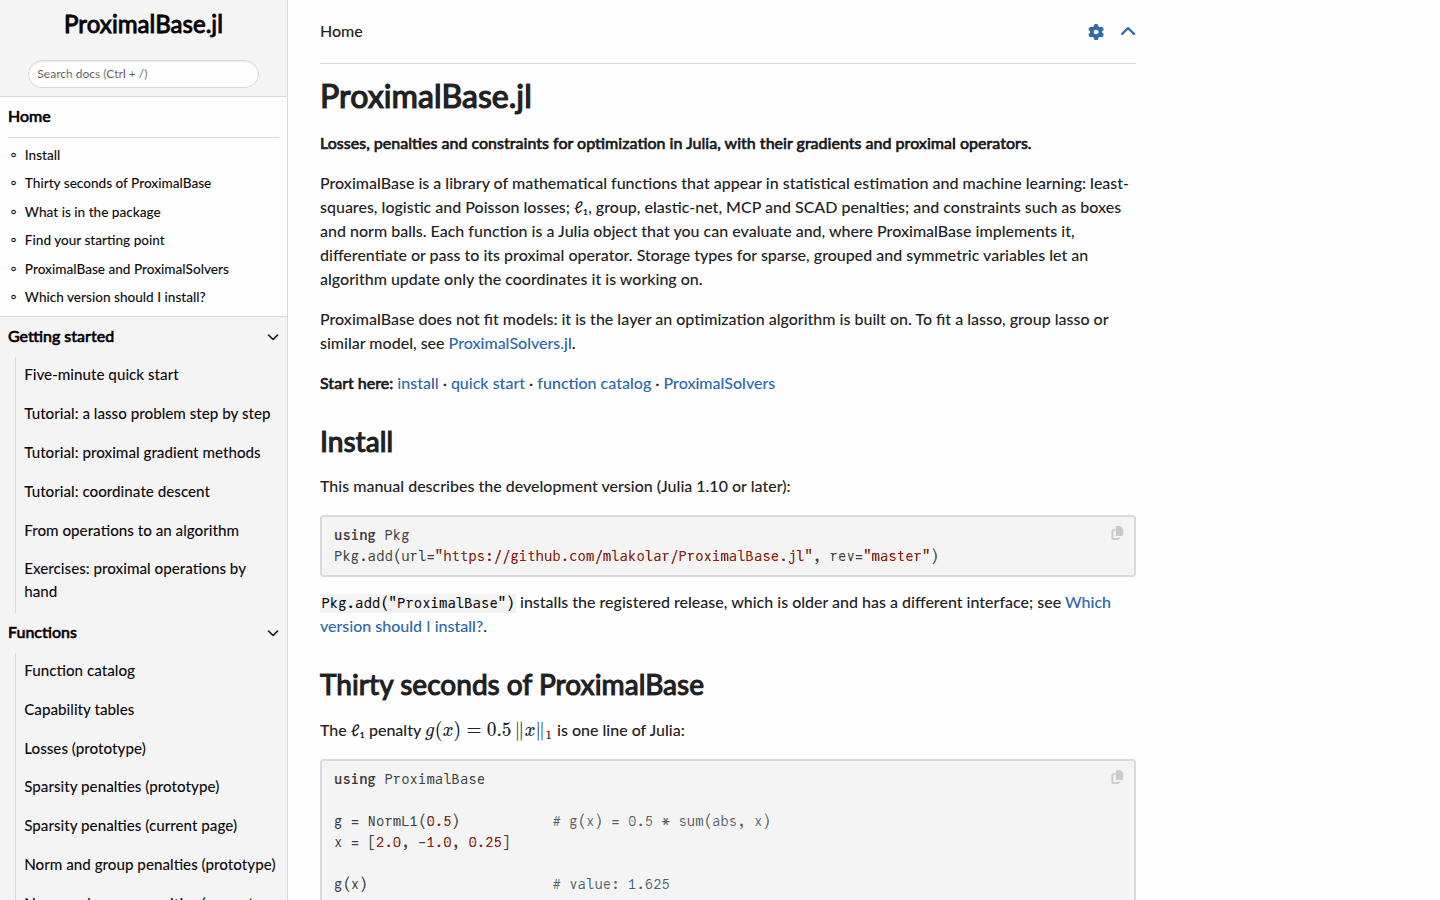 ProximalBase.jl
Search docs (Ctrl + /)
Home
Install
Thirty seconds of ProximalBase
What is in the package
Find your starting point
ProximalBase and ProximalSolvers
Which version should I install?
Getting started
Five-minute quick start
Tutorial: a lasso problem step by step
Tutorial: proximal gradient methods
Tutorial: coordinate descent
From operations to an algorithm
Exercises: proximal operations by
hand
Functions
Function catalog
Capability tables
Losses (prototype)
Sparsity penalties (prototype)
Sparsity penalties (current page)
Norm and group penalties (prototype)
Home
ProximalBase.jl
Losses, penalties and constraints for optimization in Julia, with their gradients and proximal operators.
ProximalBase is a library of mathematical functions that appear in statistical estimation and machine learning: least-
squares, logistic and Poisson losses; ℓ₁, group, elastic-net, MCP and SCAD penalties; and constraints such as boxes
and norm balls. Each function is a Julia object that you can evaluate and, where ProximalBase implements it,
differentiate or pass to its proximal operator. Storage types for sparse, grouped and symmetric variables let an
algorithm update only the coordinates it is working on.
ProximalBase does not fit models: it is the layer an optimization algorithm is built on. To fit a lasso, group lasso or
similar model, see ProximalSolvers.jl.
Start here: install · quick start · function catalog · ProximalSolvers
Install
This manual describes the development version (Julia 1.10 or later):
using Pkg
Pkg.add(url="https://github.com/mlakolar/ProximalBase.jl", rev="master")
Pkg.add("ProximalBase") installs the registered release, which is older and has a different interface; see Which
version should I install?.
Thirty seconds of ProximalBase
The ℓ₁ penalty g(x) = 0.5 ‖x‖₁ is one line of Julia:
using ProximalBase
g = NormL1(0.5) # g(x) = 0.5 * sum(abs, x)
x = [2.0, -1.0, 0.25]
g(x) # value: 1.625